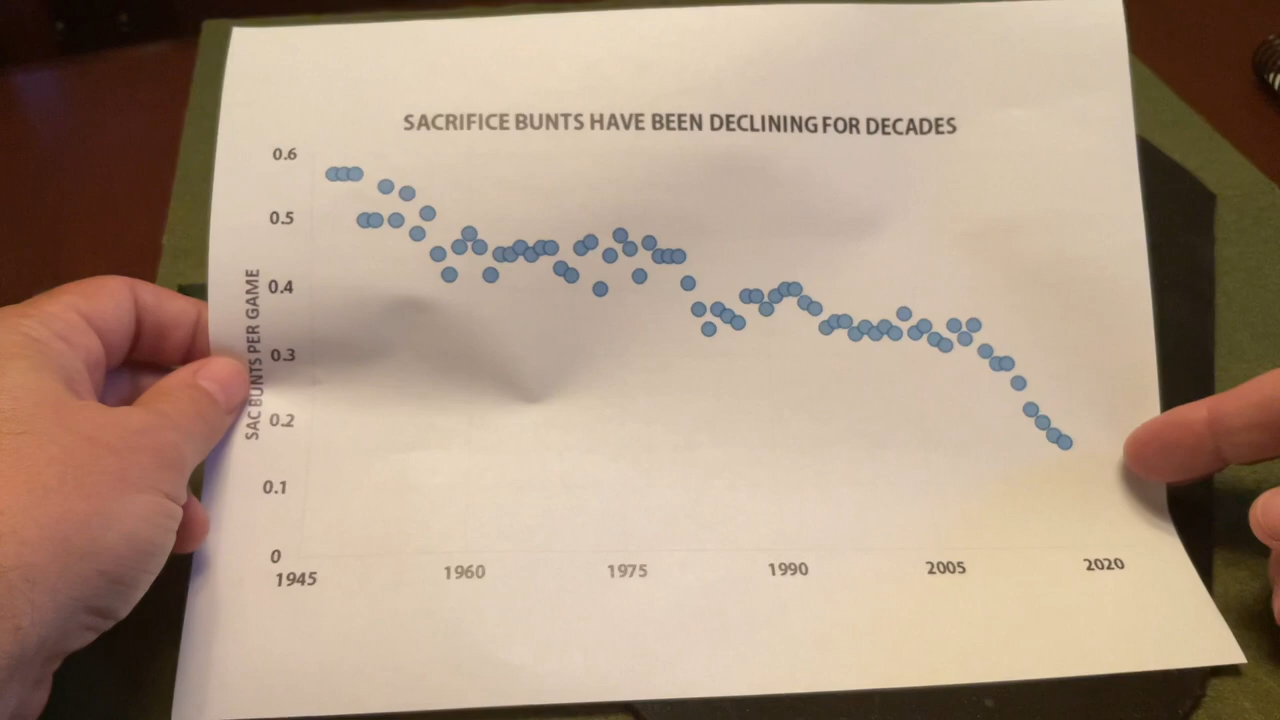 SACRIFICE BUNTS HAVE BEEN DECLINING FOR DECADES
0.6
0.5
0.4
0.3
0.2
0.1
0
SAC BUNTS PER GAME
1945 1960 1975 1990 2005 2020